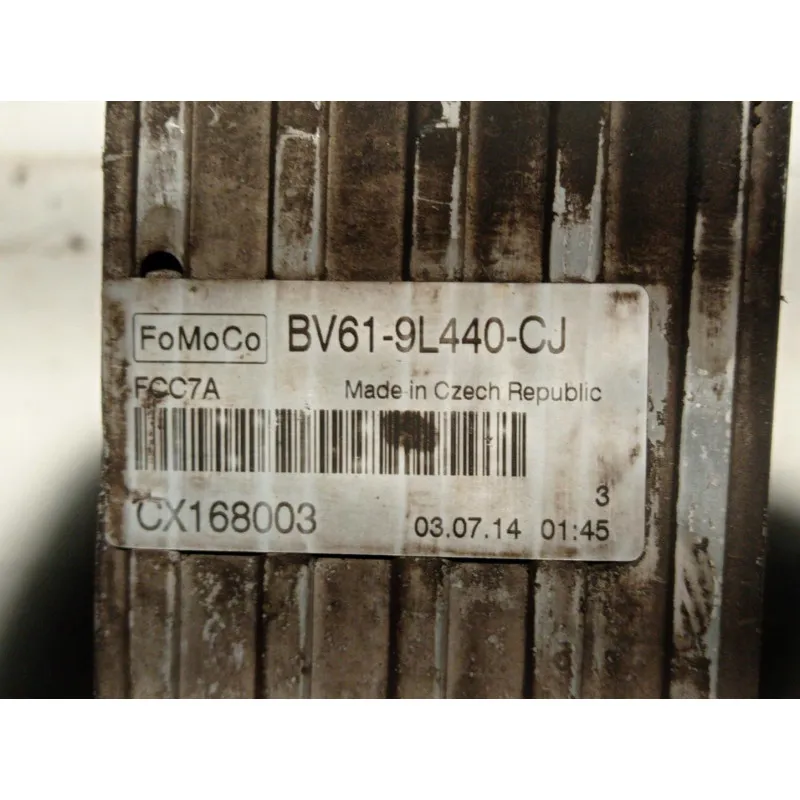 FoMoCo BV61-9L440-CJ
FCC7A Made in Czech Republic
3
CX168003 03.07.14 01:45